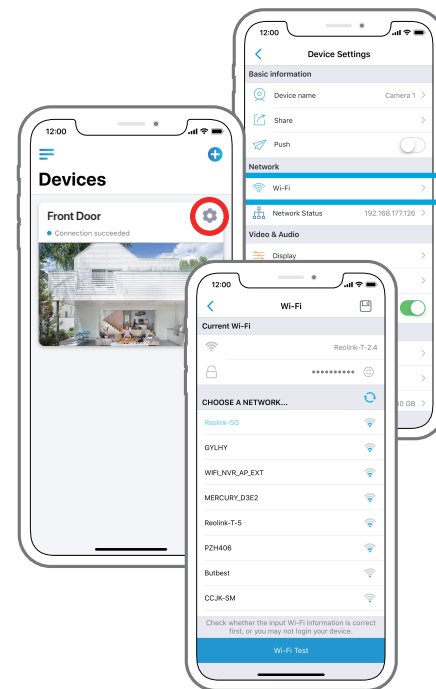 12:00
Devices
Front Door
Connection succeeded
12:00
Device Settings
Basic information
Device name Camera 1
Share
Push
Network
Wi-Fi
Network Status 192.168.177.126
Video & Audio
Display
GB
12:00
Wi-Fi
Current Wi-Fi
Reolink-T-2.4
••••••••••
CHOOSE A NETWORK...
Reolink-5G
GYLHY
WIFI_NVR_AP_EXT
MERCURY_D3E2
Reolink-T-5
PZH406
Butbest
CCJK-SM
Check whether the input Wi-Fi information is correct
first, or you may not login your device.
Wi-Fi Test